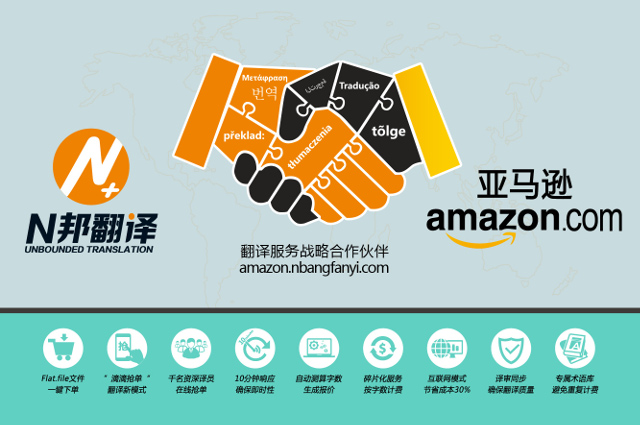 Μετάφραση
번역
Tradução
překlad:
tłumaczenia
tõlge
N
N邦翻译
UNBOUNDED TRANSLATION
亚马逊
amazon.com
翻译服务战略合作伙伴
amazon.nbangfanyi.com
抢
10
$
Flat.file文件
一键下单
“滴滴抢单“
翻译新模式
千名资深译员
在线抢单
10分钟响应
确保即时性
自动测算字数
生成报价
碎片化服务
按字数计费
互联网模式
节省成本30%
译审同步
确保翻译质量
专属术语库
避免重复计费